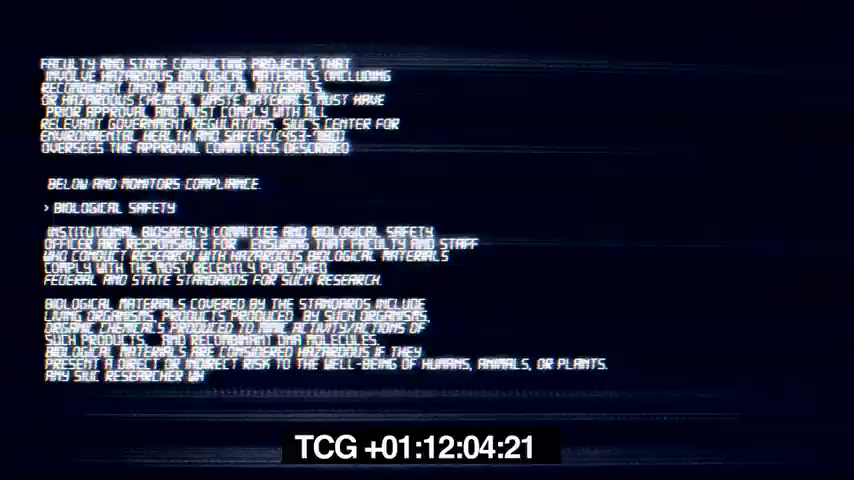 FACULTY AND STAFF CONDUCTING PROJECTS THAT
INVOLVE HAZARDOUS BIOLOGICAL MATERIALS (INCLUDING
RECOMBINANT DNA), RADIOLOGICAL MATERIALS,
OR HAZARDOUS CHEMICAL WASTE MATERIALS MUST HAVE
PRIOR APPROVAL AND MUST COMPLY WITH ALL
RELEVANT GOVERNMENT REGULATIONS. SIUC'S CENTER FOR
ENVIRONMENTAL HEALTH AND SAFETY (453-7180)
OVERSEES THE APPROVAL COMMITTEES DESCRIBED
BELOW AND MONITORS COMPLIANCE.
> BIOLOGICAL SAFETY
INSTITUTIONAL BIOSAFETY COMMITTEE AND BIOLOGICAL SAFETY
OFFICER ARE RESPONSIBLE FOR ENSURING THAT FACULTY AND STAFF
WHO CONDUCT RESEARCH WITH HAZARDOUS BIOLOGICAL MATERIALS
COMPLY WITH THE MOST RECENTLY PUBLISHED
FEDERAL AND STATE STANDARDS FOR SUCH RESEARCH.
BIOLOGICAL MATERIALS COVERED BY THE STANDARDS INCLUDE
LIVING ORGANISMS, PRODUCTS PRODUCED BY SUCH ORGANISMS,
ORGANIC CHEMICALS PRODUCED TO MIMIC ACTIVITY/ACTIONS OF
SUCH PRODUCTS, AND RECOMBINANT DNA MOLECULES.
BIOLOGICAL MATERIALS ARE CONSIDERED HAZARDOUS IF THEY
PRESENT A DIRECT OR INDIRECT RISK TO THE WELL-BEING OF HUMANS, ANIMALS, OR PLANTS.
ANY SIUC RESEARCHER WH
TCG +01:12:04:21